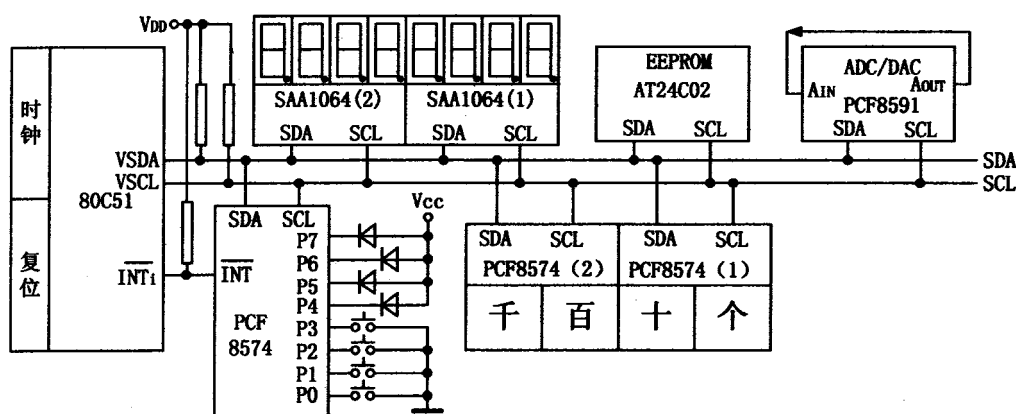 VDD
时钟
复位
VSDA
VSCL
80C51
INT1
SAA1064(2)
SDA SCL
SAA1064(1)
SDA SCL
EEPROM
AT24C02
SDA SCL
ADC/DAC
AIN AOUT
PCF8591
SDA SCL
SDA
SCL
SDA SCL
INT
PCF
8574
P7
P6
P5
P4
P3
P2
P1
P0
VCC
SDA SCL
PCF8574 (2)
千 百
SDA SCL
PCF8574 (1)
十 个